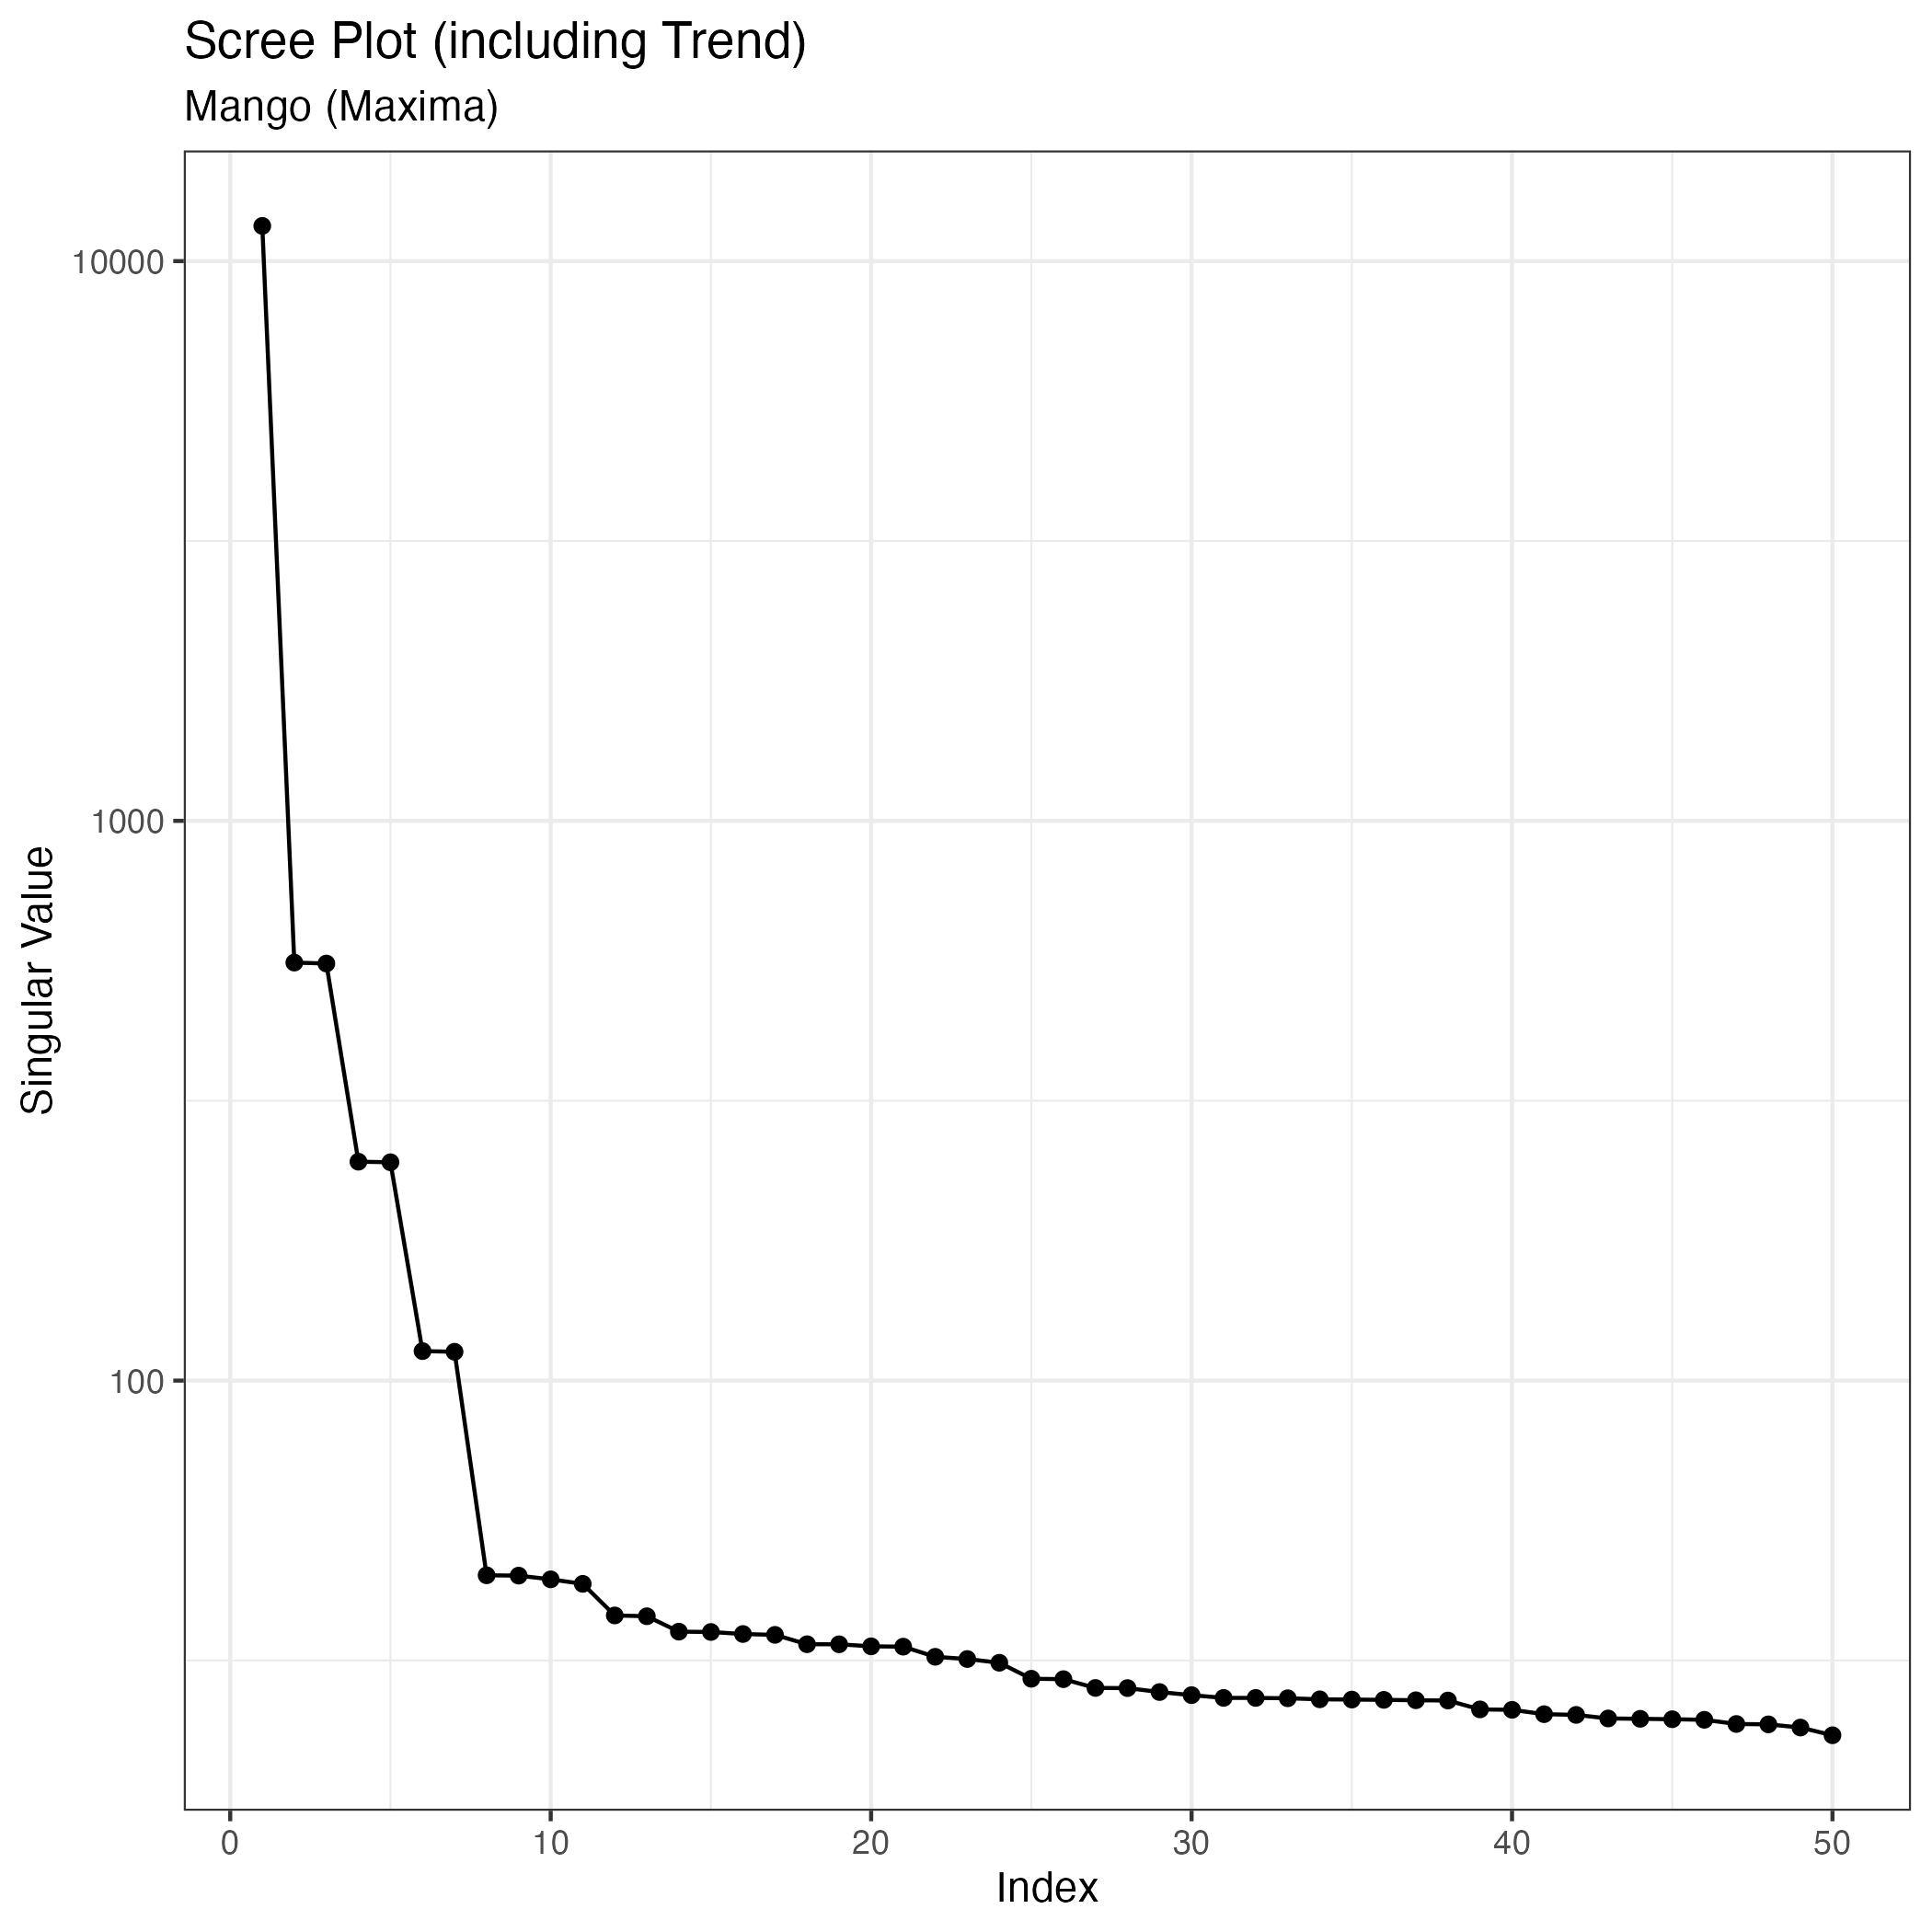 Scree Plot (including Trend)
Mango (Maxima)
10000
1000
100
Singular Value
0 10 20 30 40 50
Index